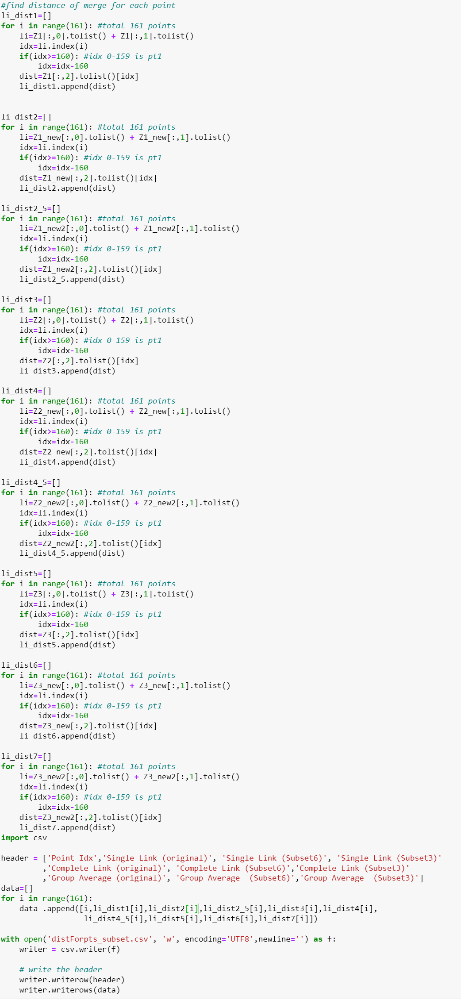 #find distance of merge for each point
li_dist1=[]
for i in range(161): #total 161 points
    li=Z1[:,0].tolist() + Z1[:,1].tolist()
    idx=li.index(i)
    if(idx>=160): #idx 0-159 is pt1
        idx=idx-160
    dist=Z1[:,2].tolist()[idx]
    li_dist1.append(dist)


li_dist2=[]
for i in range(161): #total 161 points
    li=Z1_new[:,0].tolist() + Z1_new[:,1].tolist()
    idx=li.index(i)
    if(idx>=160): #idx 0-159 is pt1
        idx=idx-160
    dist=Z1_new[:,2].tolist()[idx]
    li_dist2.append(dist)

li_dist2_5=[]
for i in range(161): #total 161 points
    li=Z1_new2[:,0].tolist() + Z1_new2[:,1].tolist()
    idx=li.index(i)
    if(idx>=160): #idx 0-159 is pt1
        idx=idx-160
    dist=Z1_new2[:,2].tolist()[idx]
    li_dist2_5.append(dist)

li_dist3=[]
for i in range(161): #total 161 points
    li=Z2[:,0].tolist() + Z2[:,1].tolist()
    idx=li.index(i)
    if(idx>=160): #idx 0-159 is pt1
        idx=idx-160
    dist=Z2[:,2].tolist()[idx]
    li_dist3.append(dist)

li_dist4=[]
for i in range(161): #total 161 points
    li=Z2_new[:,0].tolist() + Z2_new[:,1].tolist()
    idx=li.index(i)
    if(idx>=160): #idx 0-159 is pt1
        idx=idx-160
    dist=Z2_new[:,2].tolist()[idx]
    li_dist4.append(dist)

li_dist4_5=[]
for i in range(161): #total 161 points
    li=Z2_new2[:,0].tolist() + Z2_new2[:,1].tolist()
    idx=li.index(i)
    if(idx>=160): #idx 0-159 is pt1
        idx=idx-160
    dist=Z2_new2[:,2].tolist()[idx]
    li_dist4_5.append(dist)

li_dist5=[]
for i in range(161): #total 161 points
    li=Z3[:,0].tolist() + Z3[:,1].tolist()
    idx=li.index(i)
    if(idx>=160): #idx 0-159 is pt1
        idx=idx-160
    dist=Z3[:,2].tolist()[idx]
    li_dist5.append(dist)

li_dist6=[]
for i in range(161): #total 161 points
    li=Z3_new[:,0].tolist() + Z3_new[:,1].tolist()
    idx=li.index(i)
    if(idx>=160): #idx 0-159 is pt1
        idx=idx-160
    dist=Z3_new[:,2].tolist()[idx]
    li_dist6.append(dist)

li_dist7=[]
for i in range(161): #total 161 points
    li=Z3_new2[:,0].tolist() + Z3_new2[:,1].tolist()
    idx=li.index(i)
    if(idx>=160): #idx 0-159 is pt1
        idx=idx-160
    dist=Z3_new2[:,2].tolist()[idx]
    li_dist7.append(dist)
import csv

header = ['Point Idx','Single Link (original)', 'Single Link (Subset6)', 'Single Link (Subset3)'
         ,'Complete Link (original)', 'Complete Link (Subset6)','Complete Link (Subset3)'
         ,'Group Average (original)', 'Group Average  (Subset6)','Group Average  (Subset3)']
data=[]
for i in range(161):
    data .append([i,li_dist1[i],li_dist2[i],li_dist2_5[i],li_dist3[i],li_dist4[i],
                  li_dist4_5[i],li_dist5[i],li_dist6[i],li_dist7[i]])

with open('distForpts_subset.csv', 'w', encoding='UTF8',newline='') as f:
    writer = csv.writer(f)

    # write the header
    writer.writerow(header)
    writer.writerows(data)